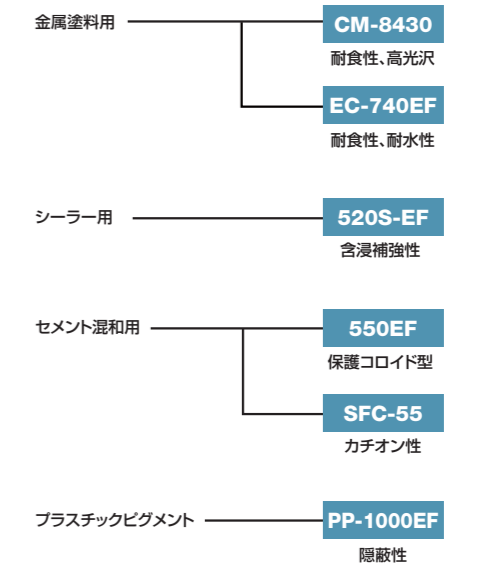 金属塗料用
CM-8430
耐食性、高光沢
EC-740EF
耐食性、耐水性
シーラー用
520S-EF
含浸補強性
セメント混和用
550EF
保護コロイド型
SFC-55
カチオン性
プラスチックピグメント
PP-1000EF
隠蔽性